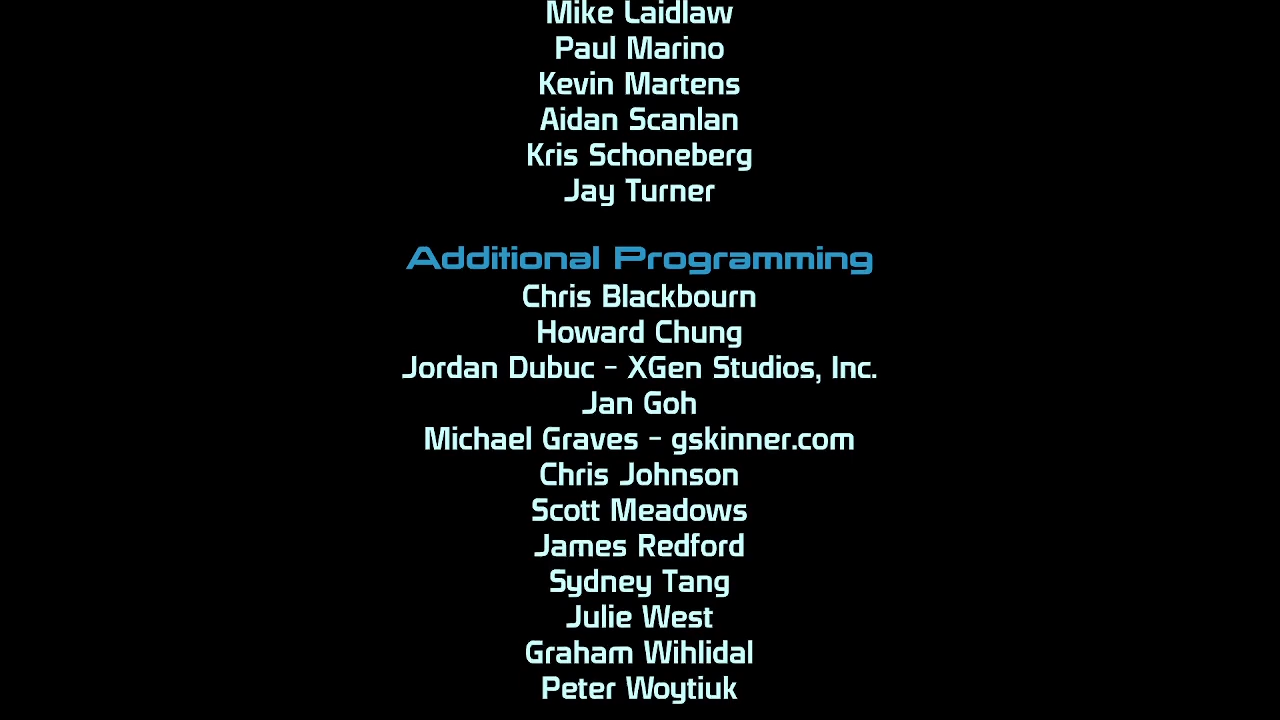 Mike Laidlaw
Paul Marino
Kevin Martens
Aidan Scanlan
Kris Schoneberg
Jay Turner
Additional Programming
Chris Blackbourn
Howard Chung
Jordan Dubuc - XGen Studios, Inc.
Jan Goh
Michael Graves - gskinner.com
Chris Johnson
Scott Meadows
James Redford
Sydney Tang
Julie West
Graham Wihlidal
Peter Woytiuk